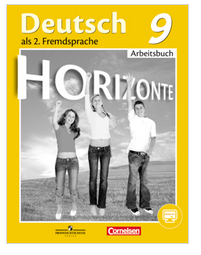 Deutsch 9
als 2. Fremdsprache
Arbeitsbuch
HORIZONTE
Cornelsen